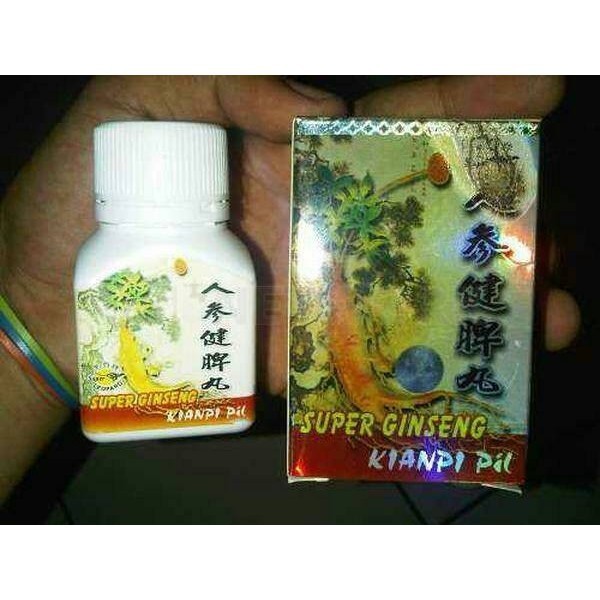 人参健脾丸
SUPER GINSENG
KIANPI Pil
人参健脾丸
SUPER GINSENG
KIANPI Pil